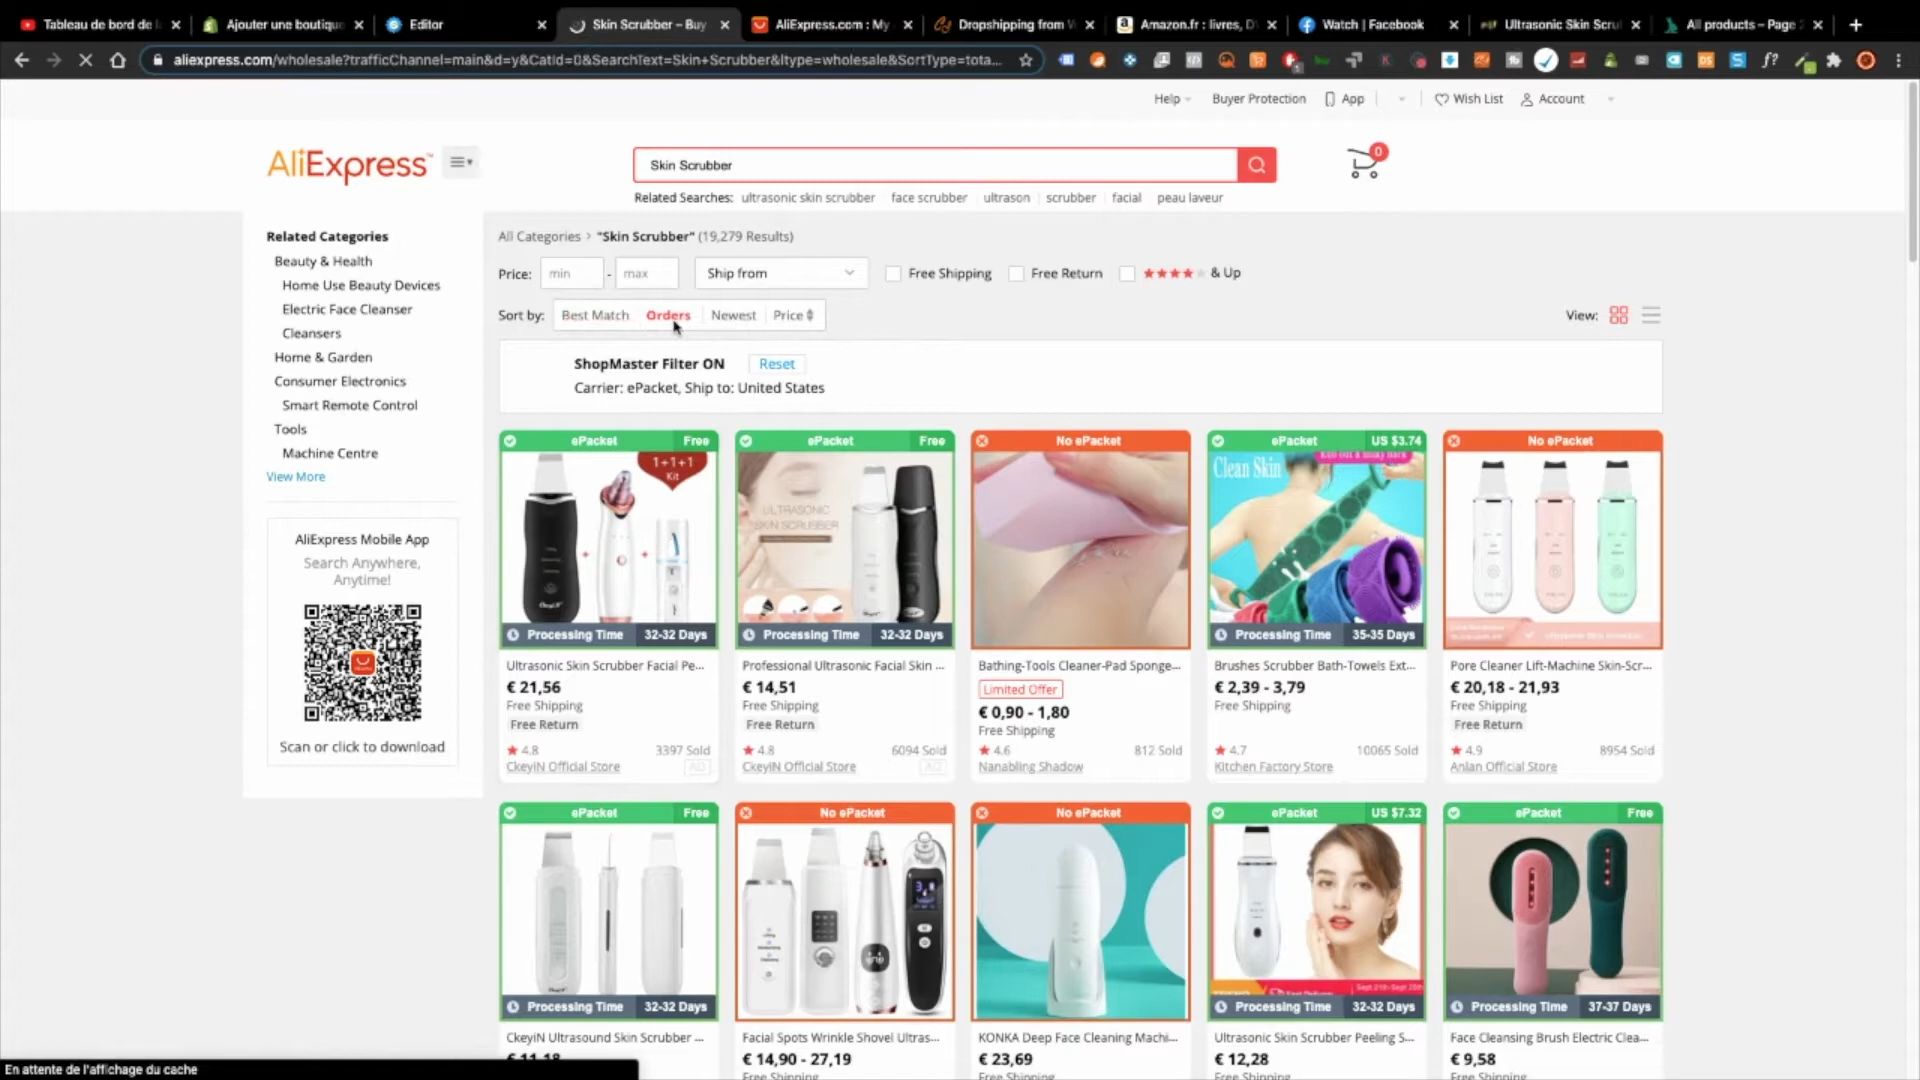 Tableau de bord de l
Ajouter une boutique
Editor
Skin Scrubber – Buy
AliExpress.com : My
Dropshipping from
Amazon.fr : livres, D
Watch | Facebook
Ultrasonic Skin Scru
All products – Page
aliexpress.com/wholesale?trafficChannel=main&d=y&CatId=0&SearchText=Skin+Scrubber&ltype=wholesale&SortType=tota...
Help
Buyer Protection
App
Wish List
Account
AliExpress™
Skin Scrubber
0
Related Searches: ultrasonic skin scrubber face scrubber ultrason scrubber facial peau laveur
Related Categories
Beauty & Health
Home Use Beauty Devices
Electric Face Cleanser
Cleansers
Home & Garden
Consumer Electronics
Smart Remote Control
Tools
Machine Centre
View More
AliExpress Mobile App
Search Anywhere,
Anytime!
Scan or click to download
All Categories > "Skin Scrubber" (19,279 Results)
Price: min - max Ship from Free Shipping Free Return & Up
Sort by: Best Match Orders Newest Price
View:
ShopMaster Filter ON Reset
Carrier: ePacket, Ship to: United States
ePacket Free
1+1+1
Kit
Processing Time 32-32 Days
Ultrasonic Skin Scrubber Facial Pe...
€ 21,56
Free Shipping
Free Return
4.8 3397 Sold
CkeyiN Official Store AD
ePacket Free
ULTRASONIC
SKIN SCRUBBER
Processing Time 32-32 Days
Professional Ultrasonic Facial Skin ...
€ 14,51
Free Shipping
Free Return
4.8 6094 Sold
CkeyiN Official Store AD
No ePacket
Bathing-Tools Cleaner-Pad Sponge...
Limited Offer
€ 0,90 - 1,80
Free Shipping
4.6 812 Sold
Nanabling Shadow
ePacket US $3.74
Clean Skin
Processing Time 35-35 Days
Brushes Scrubber Bath-Towels Ext...
€ 2,39 - 3,79
Free Shipping
4.7 10065 Sold
Kitchen Factory Store
No ePacket
Pore Cleaner Lift-Machine Skin-Scr...
€ 20,18 - 21,93
Free Shipping
Free Return
4.9 8954 Sold
Anlan Official Store
ePacket Free
Processing Time 32-32 Days
CkeyiN Ultrasound Skin Scrubber ...
€ 11,18
No ePacket
Facial Spots Wrinkle Shovel Ultras...
€ 14,90 - 27,19
Free Shipping
No ePacket
KONKA Deep Face Cleaning Machi...
€ 23,69
Free Shipping
ePacket US $7.32
Processing Time 32-32 Days
Ultrasonic Skin Scrubber Peeling S...
€ 12,28
Free Shipping
ePacket Free
Processing Time 37-37 Days
Face Cleansing Brush Electric Clea...
€ 9,58
Free Shipping
En attente de l'affichage du cache